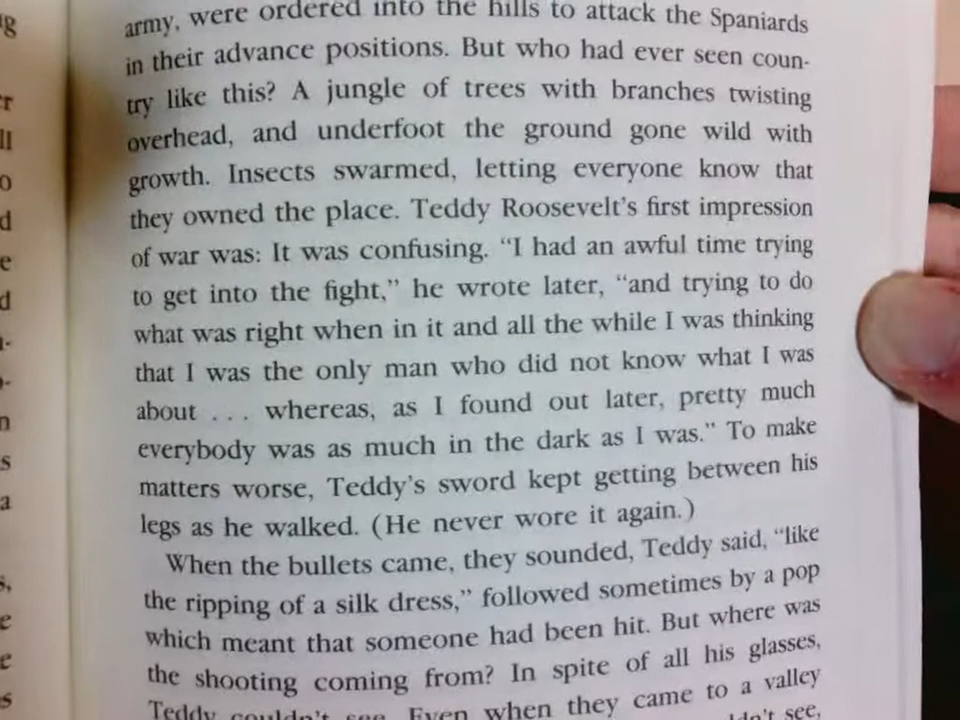 army, were ordered into the hills to attack the Spaniards
in their advance positions. But who had ever seen coun-
try like this? A jungle of trees with branches twisting
overhead, and underfoot the ground gone wild with
growth. Insects swarmed, letting everyone know that
they owned the place. Teddy Roosevelt's first impression
of war was: It was confusing. "I had an awful time trying
to get into the fight," he wrote later, "and trying to do
what was right when in it and all the while I was thinking
that I was the only man who did not know what I was
about . . . whereas, as I found out later, pretty much
everybody was as much in the dark as I was." To make
matters worse, Teddy's sword kept getting between his
legs as he walked. (He never wore it again.)
When the bullets came, they sounded, Teddy said, "like
the ripping of a silk dress," followed sometimes by a pop
which meant that someone had been hit. But where was
the shooting coming from? In spite of all his glasses,
Teddy couldn't see. Even when they came to a valley
see,